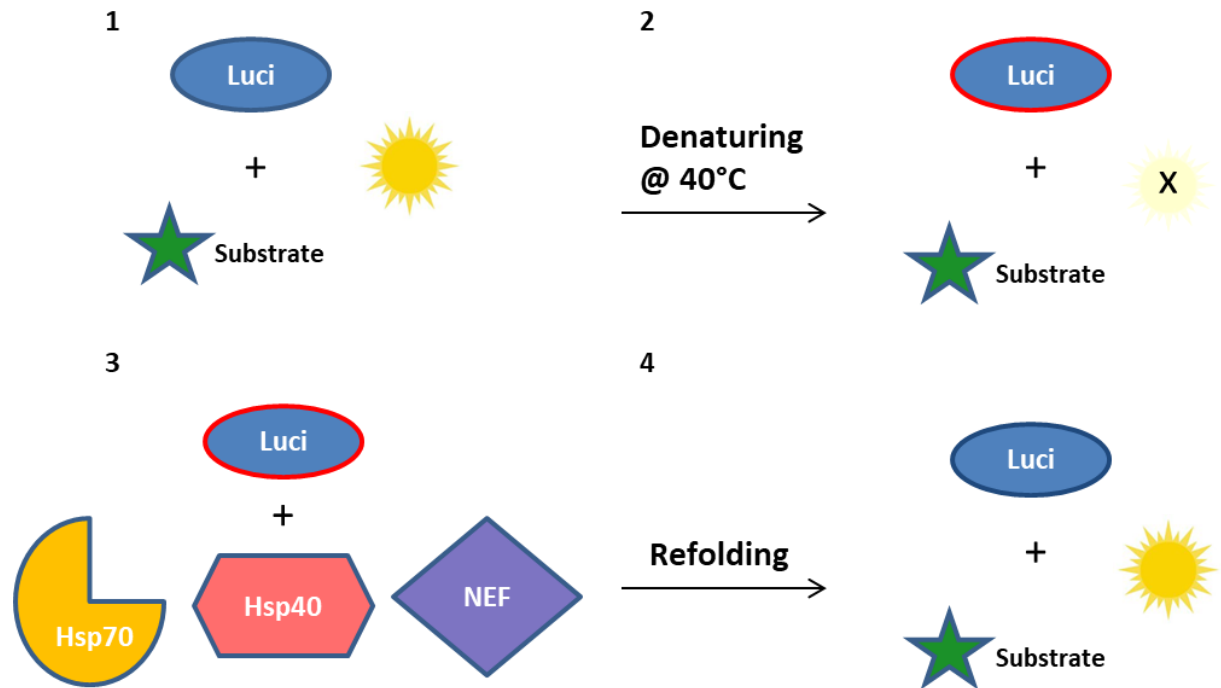 1
Luci
+
Substrate
Denaturing
@ 40°C
2
Luci
+
X
Substrate
3
Luci
+
Hsp70
Hsp40
NEF
Refolding
4
Luci
+
Substrate